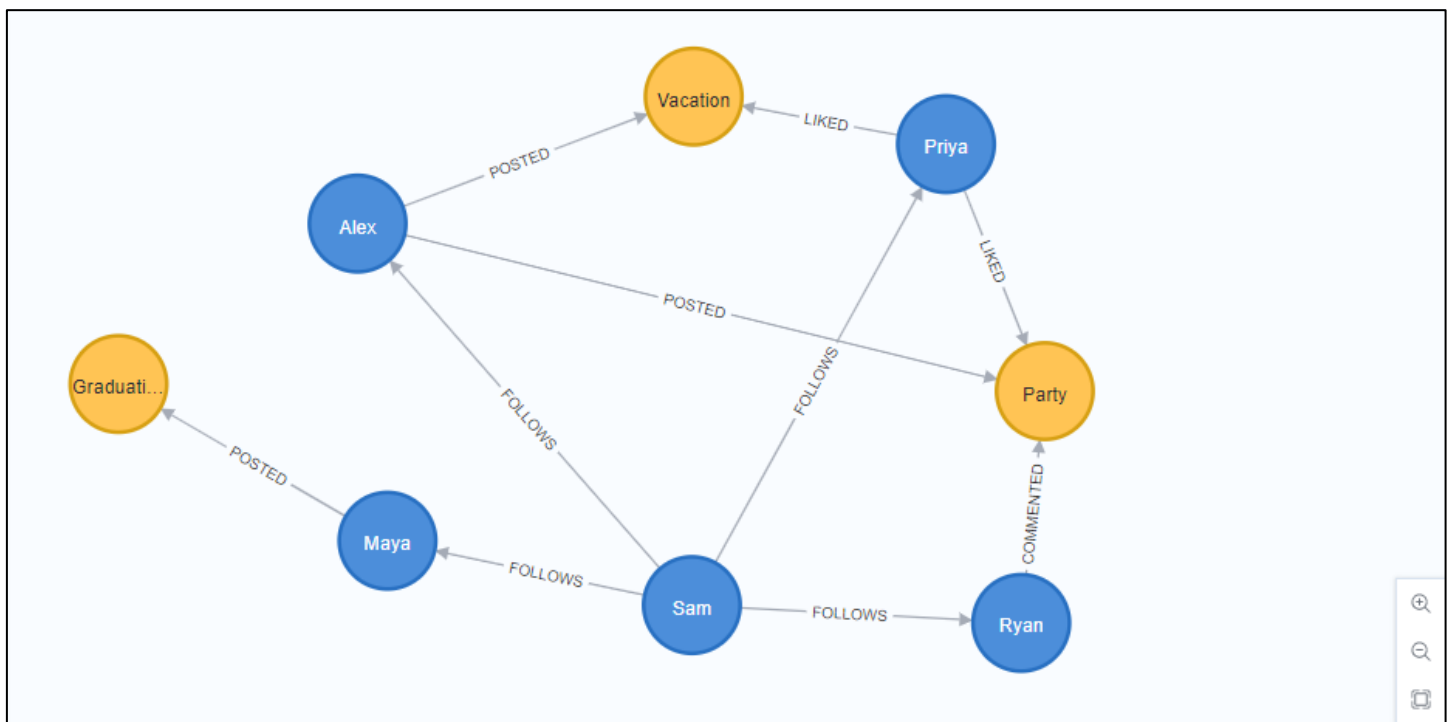 Vacation
LIKED
Priya
POSTED
Alex
LIKED
POSTED
FOLLOWS
Graduati...
Party
FOLLOWS
POSTED
COMMENTED
Maya
FOLLOWS
Sam
FOLLOWS
Ryan